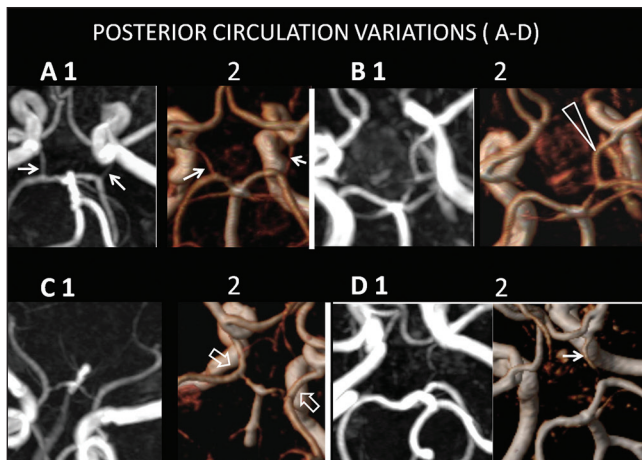 POSTERIOR CIRCULATION VARIATIONS ( A-D)
A 1 2 B 1 2
C 1 2 D 1 2